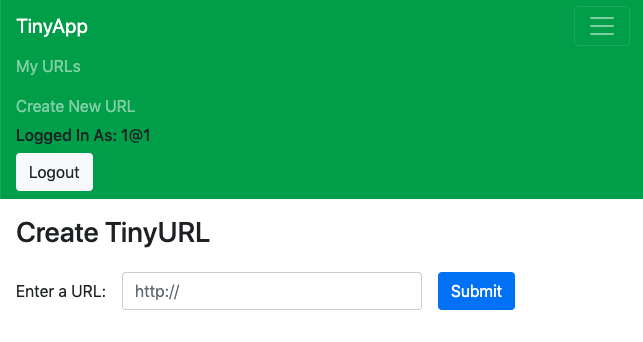 TinyApp
My URLs
Create New URL
Logged In As: 1@1
Logout
Create TinyURL
Enter a URL: http:// Submit